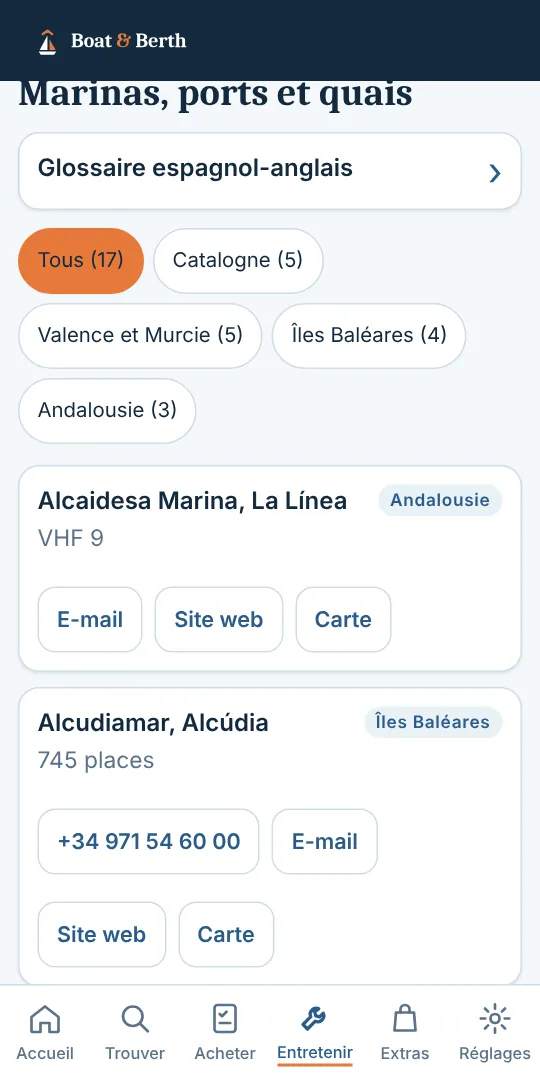 Boat & Berth
Marinas, ports et quais
Glossaire espagnol-anglais
Tous (17)
Catalogne (5)
Valence et Murcie (5)
Îles Baléares (4)
Andalousie (3)
Alcaidesa Marina, La Línea
Andalousie
VHF 9
E-mail
Site web
Carte
Alcudiamar, Alcúdia
Îles Baléares
745 places
+34 971 54 60 00
E-mail
Site web
Carte
Accueil
Trouver
Acheter
Entretenir
Extras
Réglages